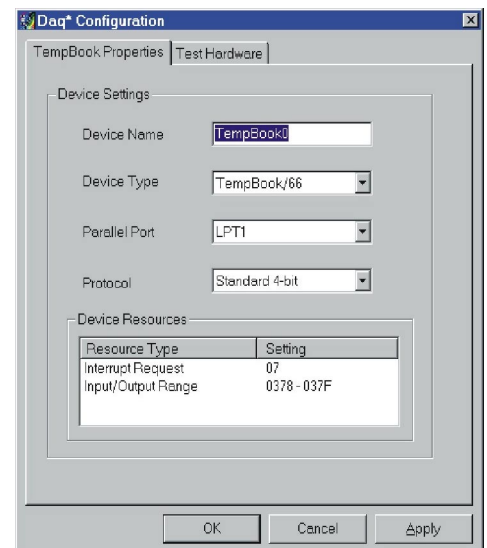 Daq* Configuration
TempBook Properties Test Hardware
Device Settings
Device Name TempBook0
Device Type TempBook/66
Parallel Port LPT1
Protocol Standard 4-bit
Device Resources
Resource Type Setting
Interrupt Request 07
Input/Output Range 0378 - 037F
OK Cancel Apply